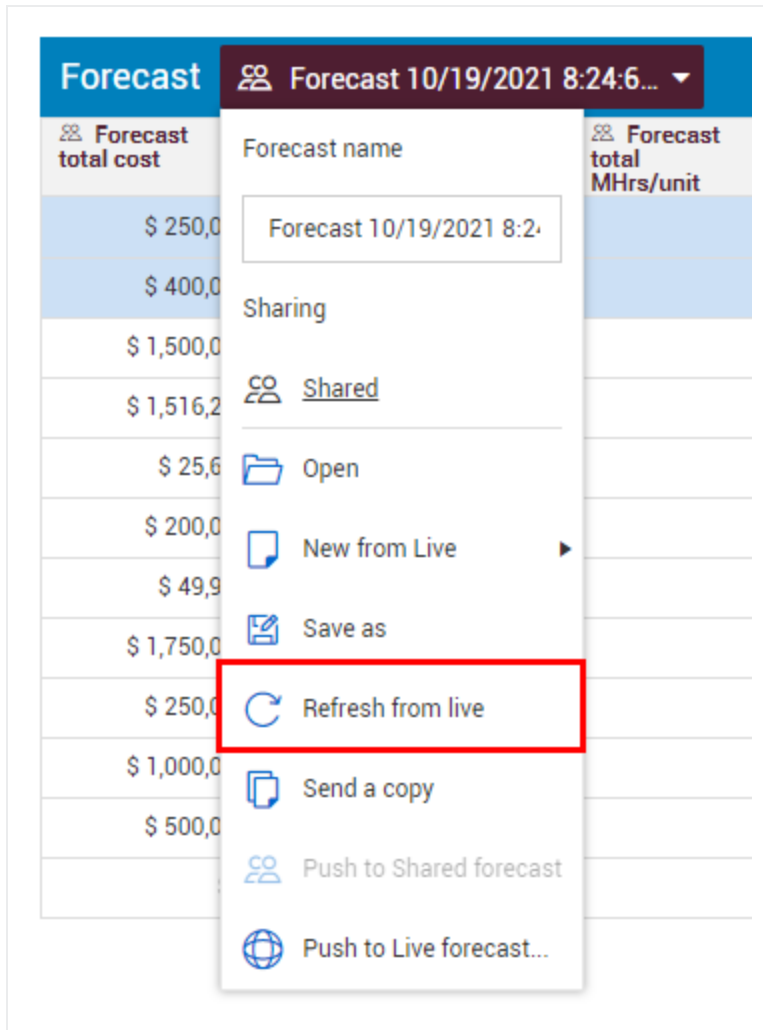 Forecast Forecast 10/19/2021 8:24:6...
Forecast
total cost
Forecast
total
MHrs/unit
Forecast name
$ 250,0
Forecast 10/19/2021 8:2
$ 400,0
Sharing
$ 1,500,0
Shared
$ 1,516,2
$ 25,6
Open
$ 200,0
New from Live
$ 49,9
Save as
$ 1,750,0
$ 250,0
Refresh from live
$ 1,000,0
Send a copy
$ 500,0
Push to Shared forecast
Push to Live forecast...